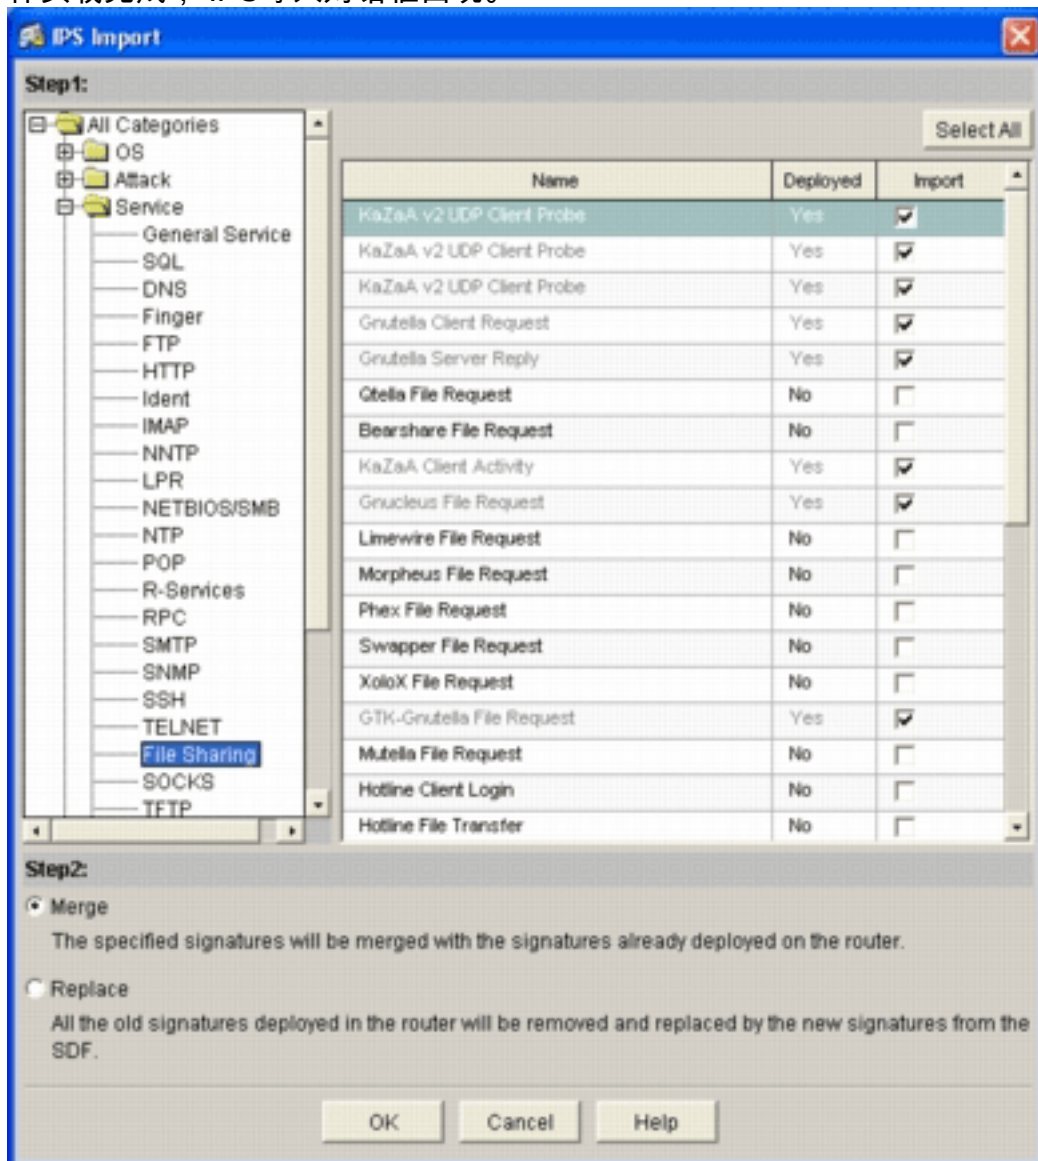 IPS Import
Step1:
All Categories
OS
Attack
Service
General Service
SQL
DNS
Finger
FTP
HTTP
Ident
IMAP
NNTP
LPR
NETBIOS/SMB
NTP
POP
R-Services
RPC
SMTP
SNMP
SSH
TELNET
File Sharing
SOCKS
TFTP
Select All
Name Deployed Import
KaZaA v2 UDP Client Probe Yes
KaZaA v2 UDP Client Probe Yes
KaZaA v2 UDP Client Probe Yes
Gnutella Client Request Yes
Gnutella Server Reply Yes
Qtella File Request No
Bearshare File Request No
KaZaA Client Activity Yes
Gnucleus File Request Yes
Limewire File Request No
Morpheus File Request No
Phex File Request No
Swapper File Request No
XoloX File Request No
GTK-Gnutella File Request Yes
Mutella File Request No
Hotline Client Login No
Hotline File Transfer No
Step2:
Merge
The specified signatures will be merged with the signatures already deployed on the router.
Replace
All the old signatures deployed in the router will be removed and replaced by the new signatures from the
SDF.
OK Cancel Help